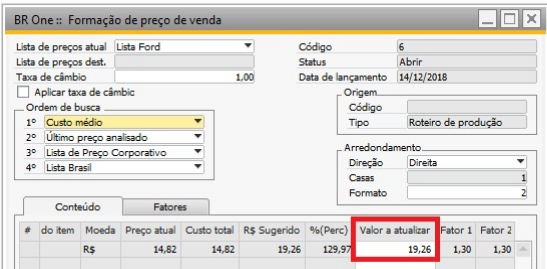 BR One :: Formação de preço de venda
Lista de preços atual Lista Ford
Código 6
Lista de preços dest.
Status Abrir
Taxa de câmbio 1,00
Data de lançamento 14/12/2018
Aplicar taxa de câmbic
Origem
Ordem de busca
Código
1º Custo médio
Tipo Roteiro de produção
2º Último preço analisado
3º Lista de Preço Corporativo
Arredondamento
4º Lista Brasil
Direção Direita
Casas 1
Formato 2
Conteúdo Fatores
# do item Moeda Preço atual Custo total R$ Sugerido %(Perc) Valor a atualizar Fator 1 Fator 2
R$ 14,82 14,82 19,26 129,97 19,26 1,30 1,30